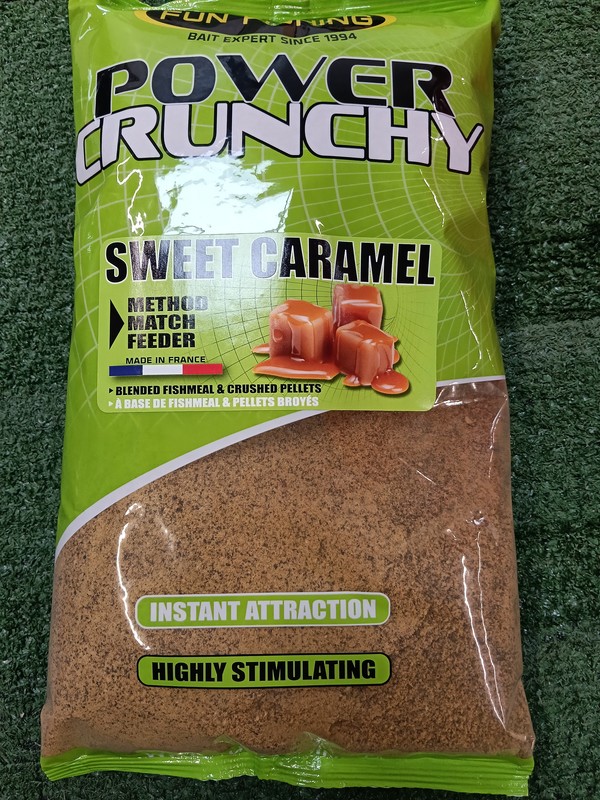 FUN FISHING
BAIT EXPERT SINCE 1994
POWER
CRUNCHY
SWEET CARAMEL
METHOD
MATCH
FEEDER
MADE IN FRANCE
BLENDED FISHMEAL & CRUSHED PELLETS
À BASE DE FISHMEAL & PELLETS BROYÉS
INSTANT ATTRACTION
HIGHLY STIMULATING